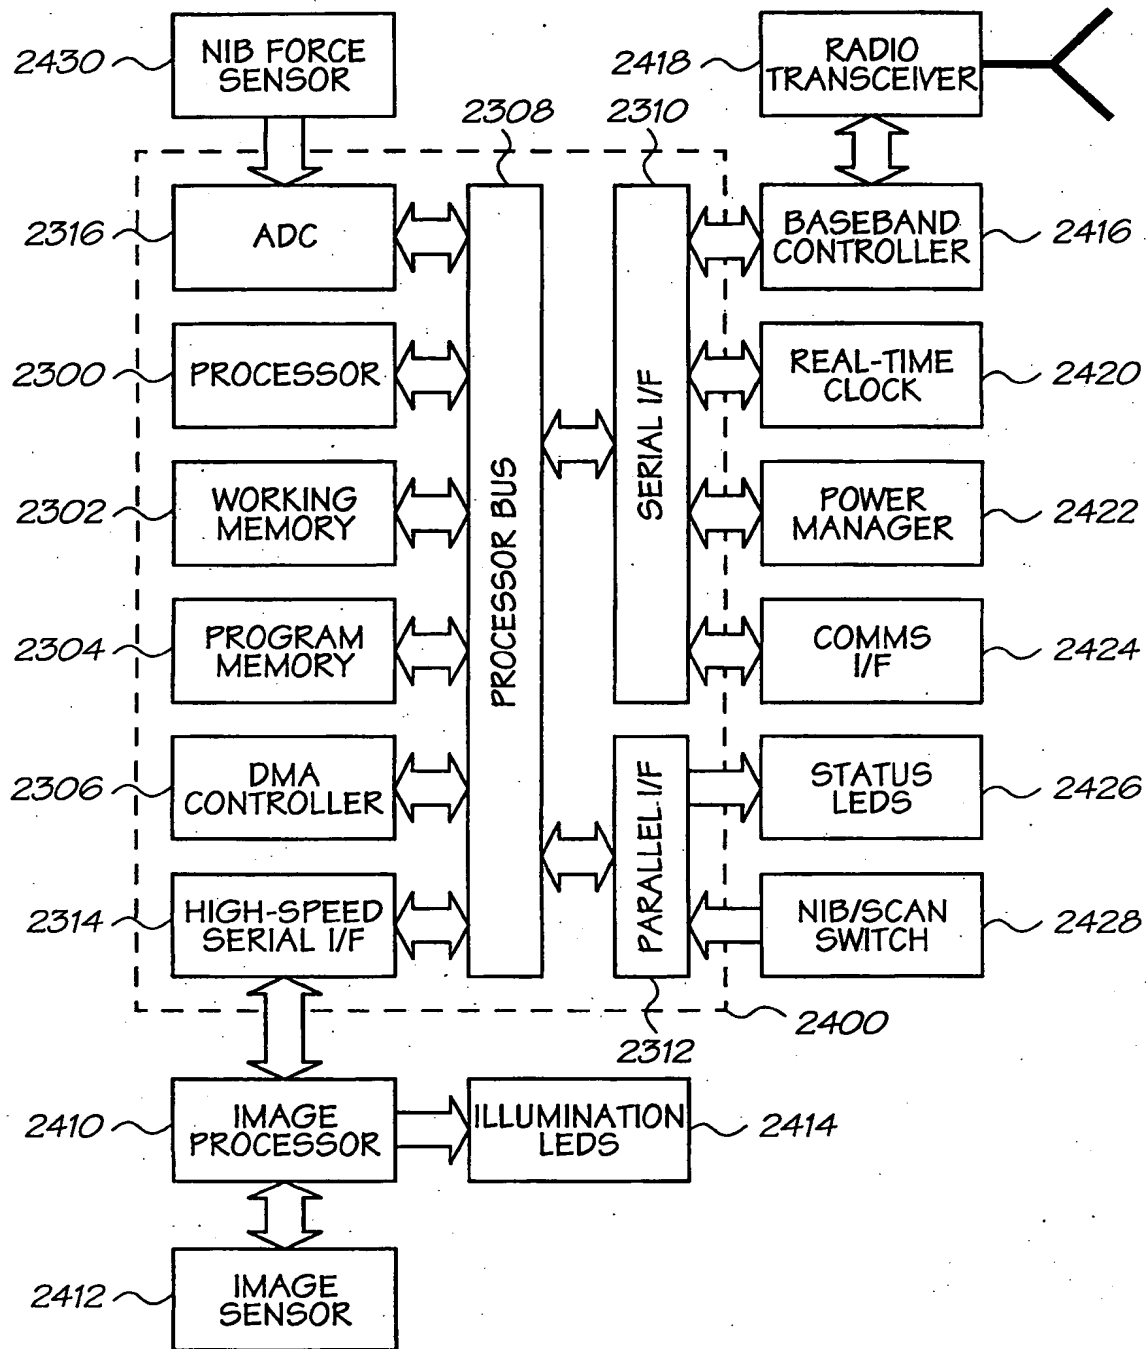 2430
NIB FORCE
SENSOR
2418
RADIO
TRANSCEIVER
2308
2310
2316
ADC
BASEBAND
CONTROLLER
2416
2300
PROCESSOR
REAL-TIME
CLOCK
2420
2302
WORKING
MEMORY
PROCESSOR BUS
SERIAL I/F
POWER
MANAGER
2422
2304
PROGRAM
MEMORY
COMMS
I/F
2424
2306
DMA
CONTROLLER
PARALLEL I/F
STATUS
LEDS
2426
2314
HIGH-SPEED
SERIAL I/F
NIB/SCAN
SWITCH
2428
2312
2400
2410
IMAGE
PROCESSOR
ILLUMINATION
LEDS
2414
2412
IMAGE
SENSOR